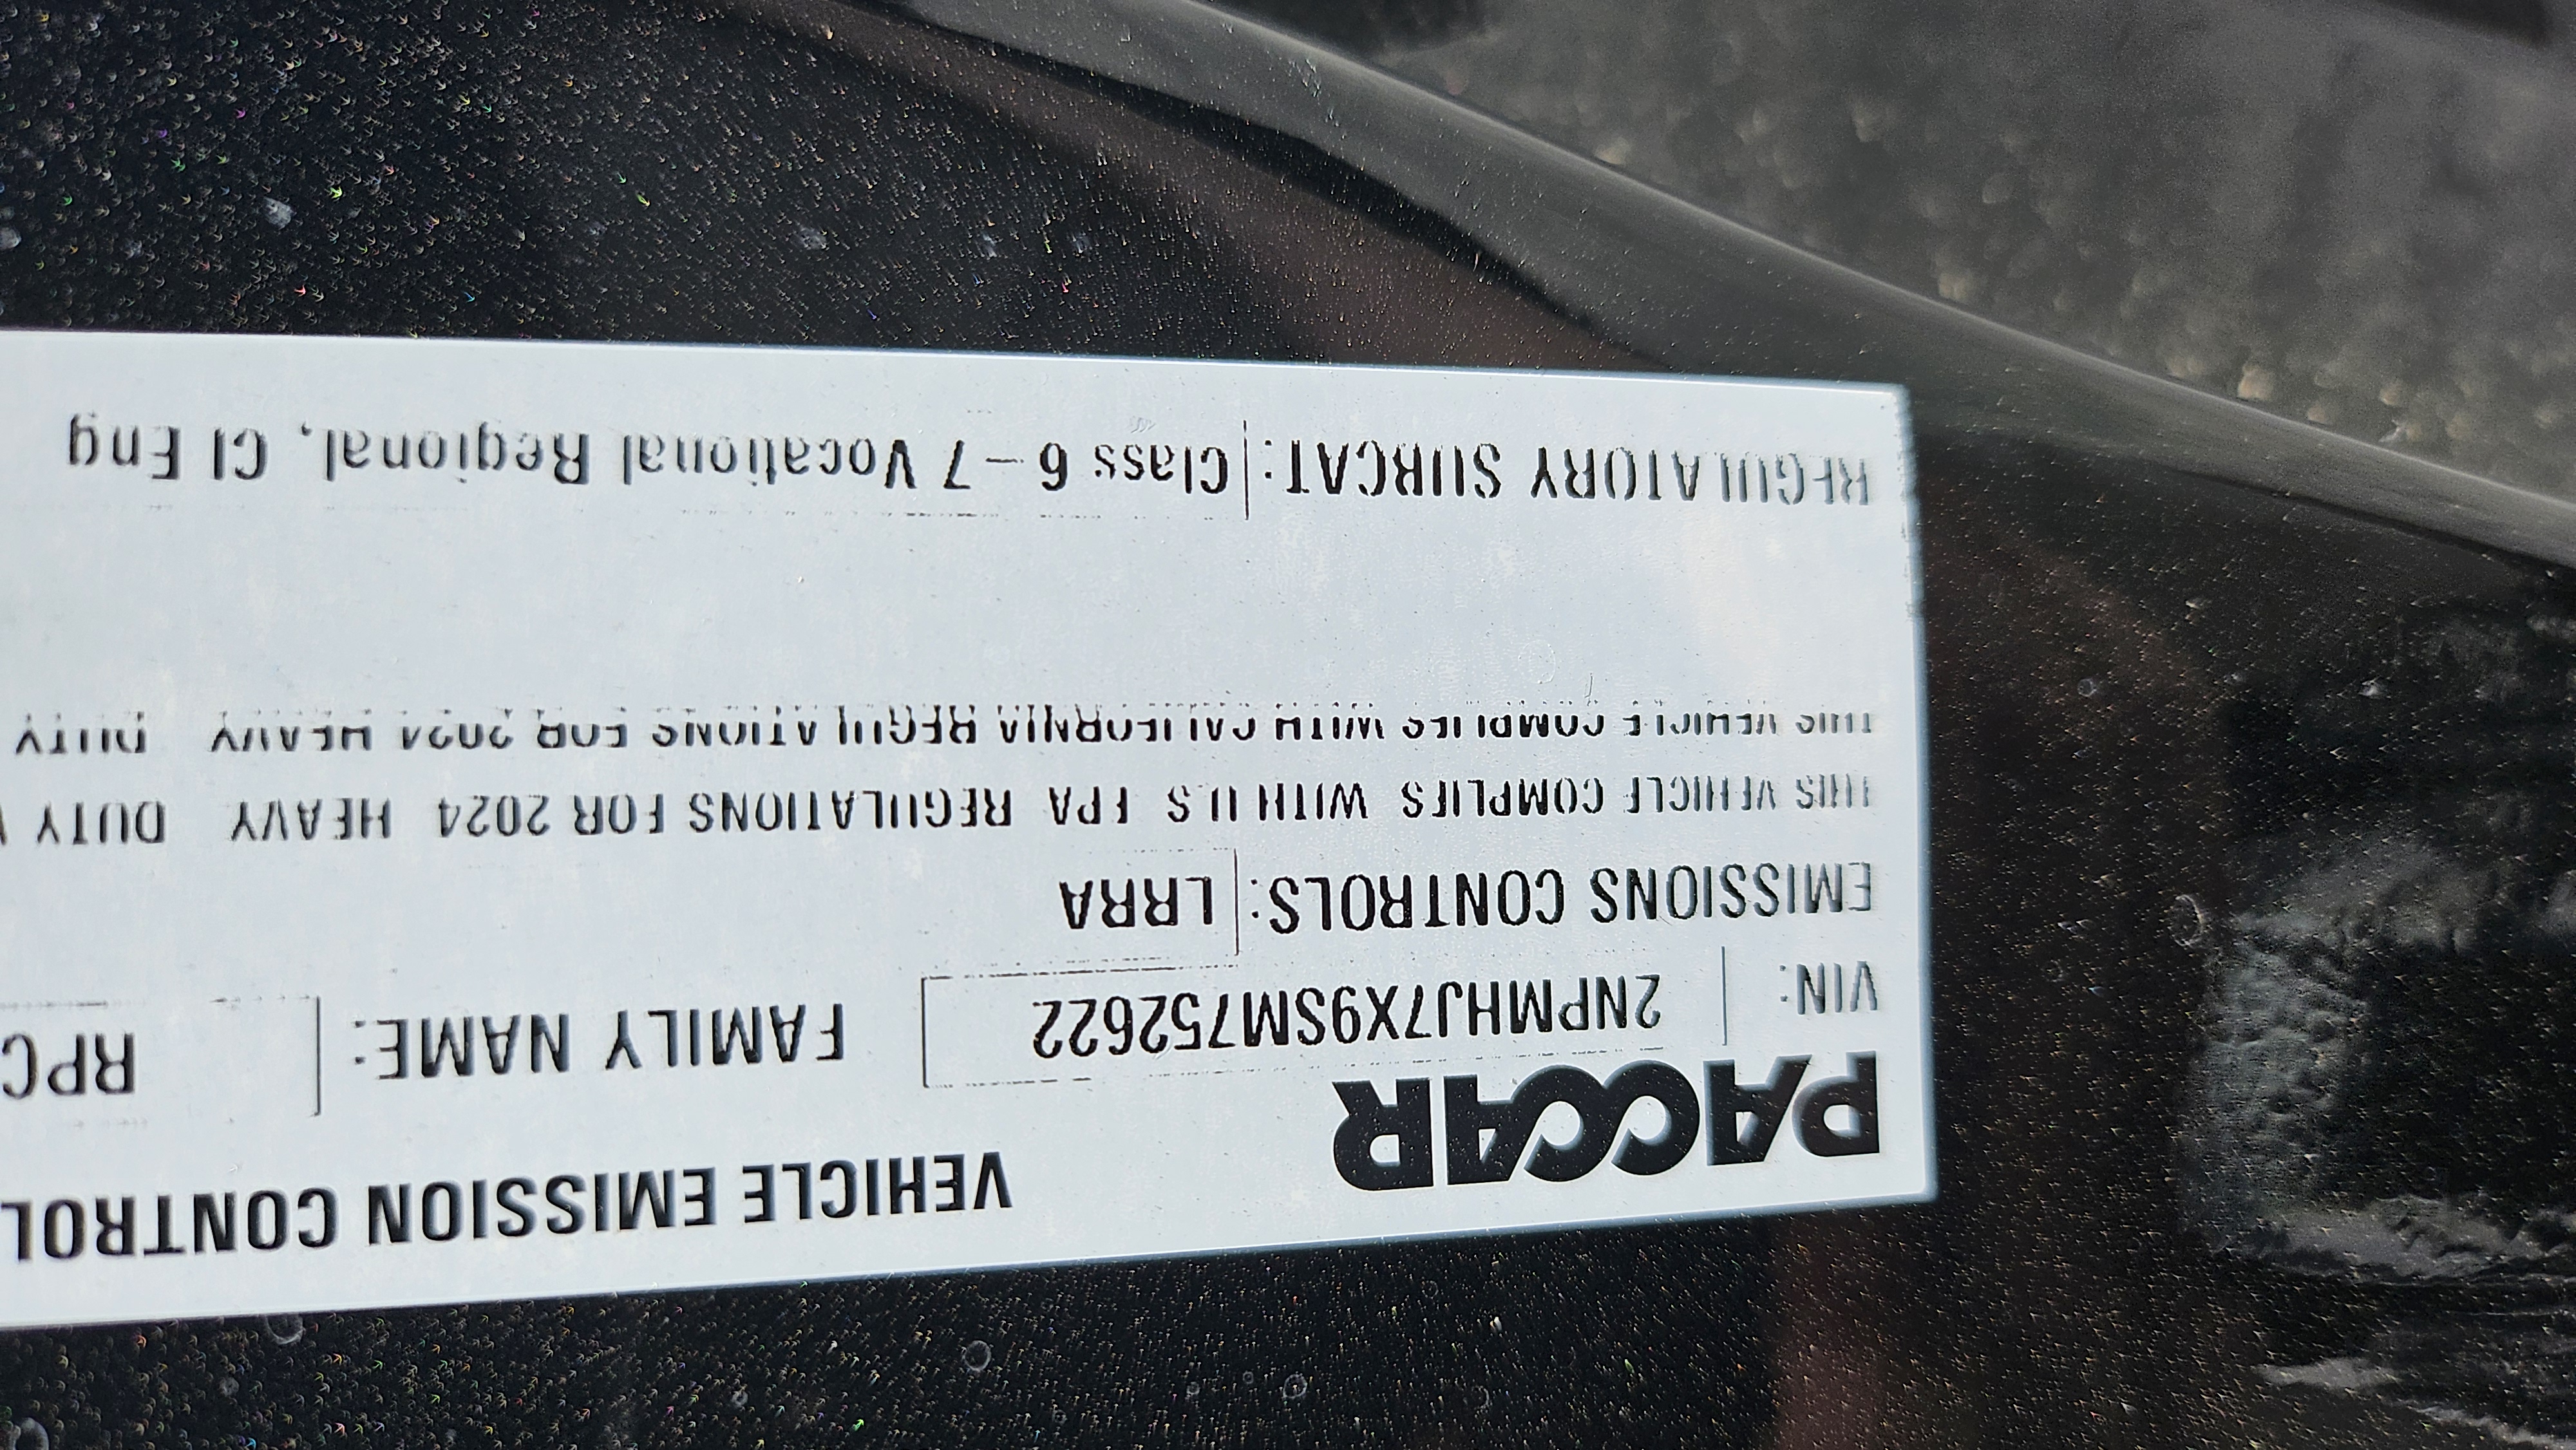 PACCAR VEHICLE EMISSION CONTROL
VIN: 2NPMHJ7X9SM752622 FAMILY NAME: RPC
EMISSIONS CONTROLS: LRRA
THIS VEHICLE COMPLIES WITH U.S EPA REGULATIONS FOR 2024 HEAVY DUTY
THIS VEHICLE COMPLIES WITH CALIFORNIA REGULATIONS FOR 2024 HEAVY DUTY
REGULATORY SUBCAT: Class 6-7 Vocational Regional, CI Eng